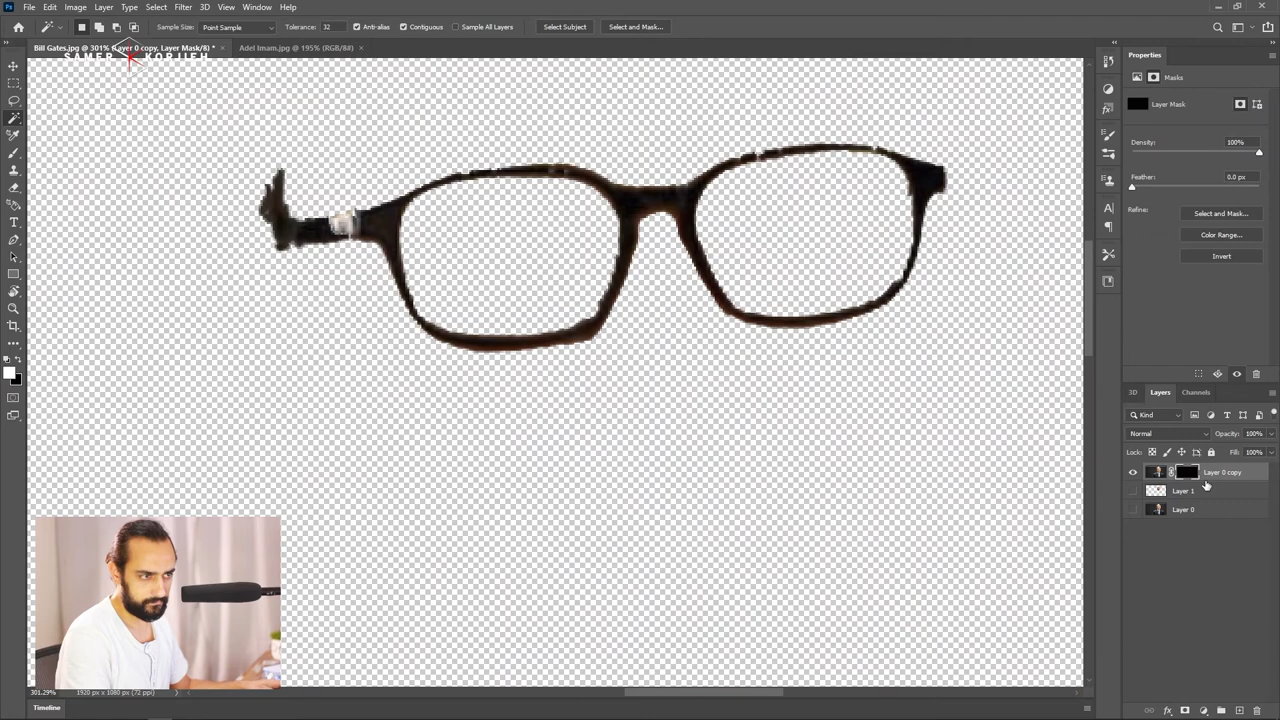 Ps File Edit Image Layer Type Select Filter 3D View Window Help
Sample Size: Point Sample Tolerance: 32 Anti-alias Contiguous Sample All Layers Select Subject Select and Mask...
Bill Gates.jpg @ 301% (Layer 0 copy, Layer Mask/8) * × Adel Imam.jpg @ 195% (RGB/8#) ×
SAMER K KORJIEH
Properties
Masks
Layer Mask
Density: 100%
Feather: 0.0 px
Refine: Select and Mask...
Color Range...
Invert
3D Layers Channels
Kind
Normal Opacity: 100%
Lock: Fill: 100%
Layer 0 copy
Layer 1
Layer 0
301.29% 1920 px x 1080 px (72 ppi)
Timeline